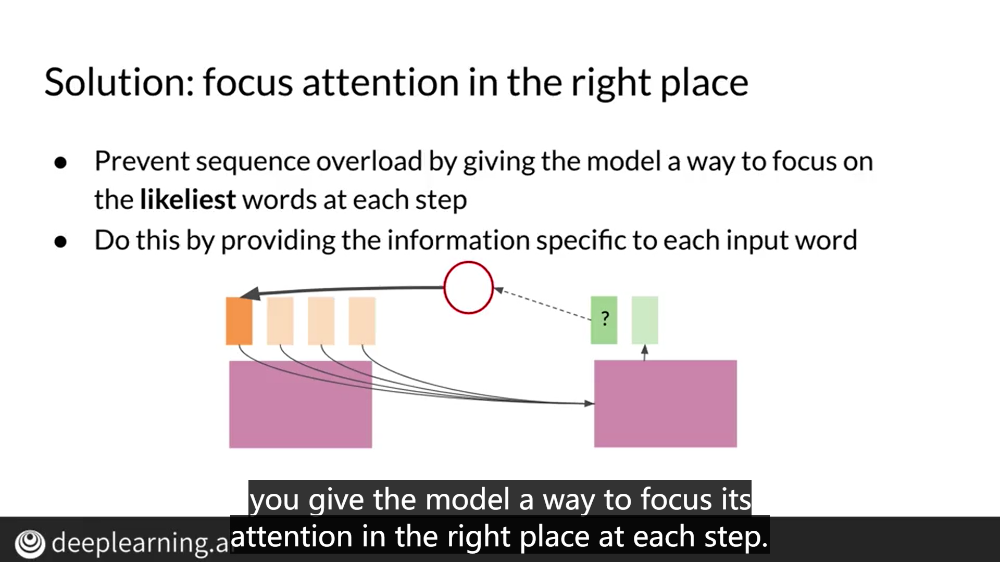 Solution: focus attention in the right place
● Prevent sequence overload by giving the model a way to focus on
the likeliest words at each step
● Do this by providing the information specific to each input word
?
you give the model a way to focus its
attention in the right place at each step.
deeplearning.a